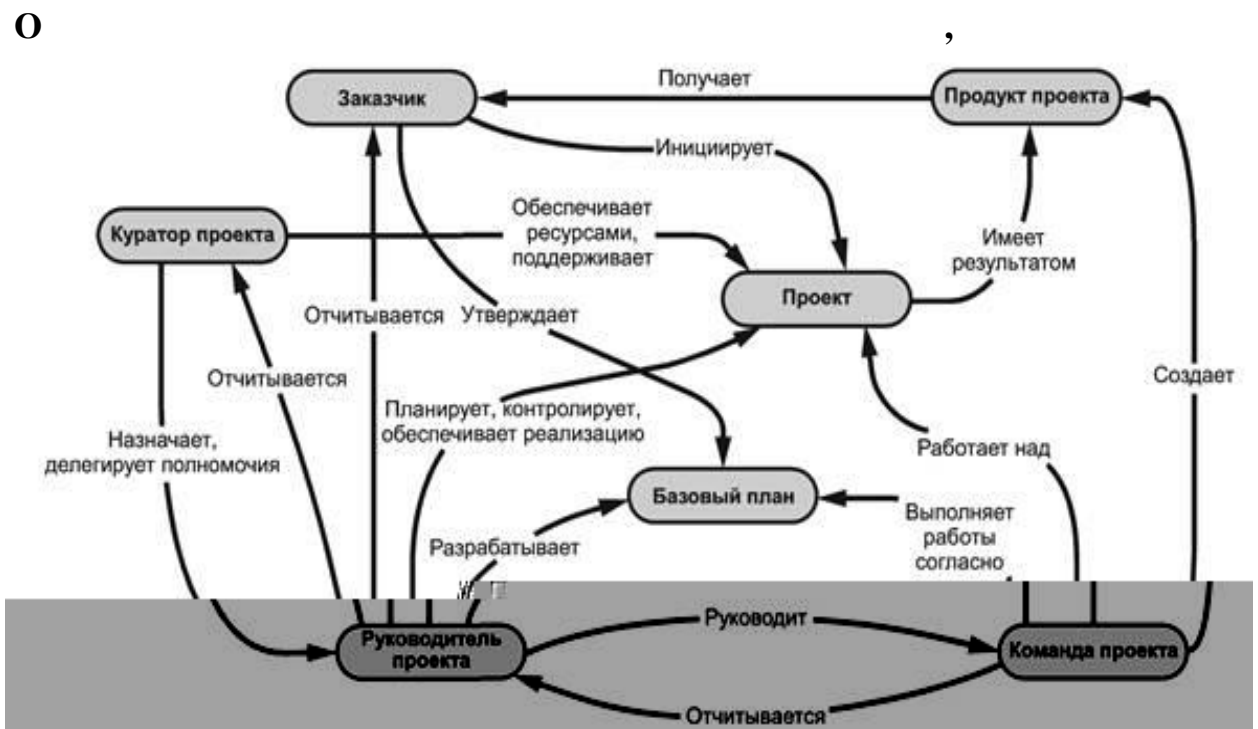 О ,
Получает
Заказчик
Продукт проекта
Инициирует
Обеспечивает
ресурсами,
поддерживает
Куратор проекта
Имеет
результатом
Проект
Отчитывается
Утверждает
Отчитывается
Создает
Планирует, контролирует,
обеспечивает реализацию
Назначает,
делегирует полномочия
Работает над
Базовый план
Выполняет
работы
согласно
Разрабатывает
Руководит
Руководитель
проекта
Команда проекта
Отчитывается